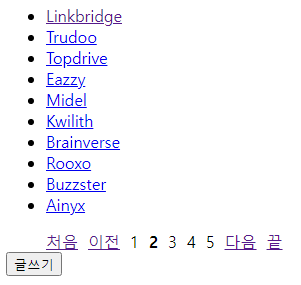 Linkbridge
Trudoo
Topdrive
Eazzy
Midel
Kwilith
Brainverse
Rooxo
Buzzster
Ainyx
처음 이전 1 2 3 4 5 다음 끝
글쓰기